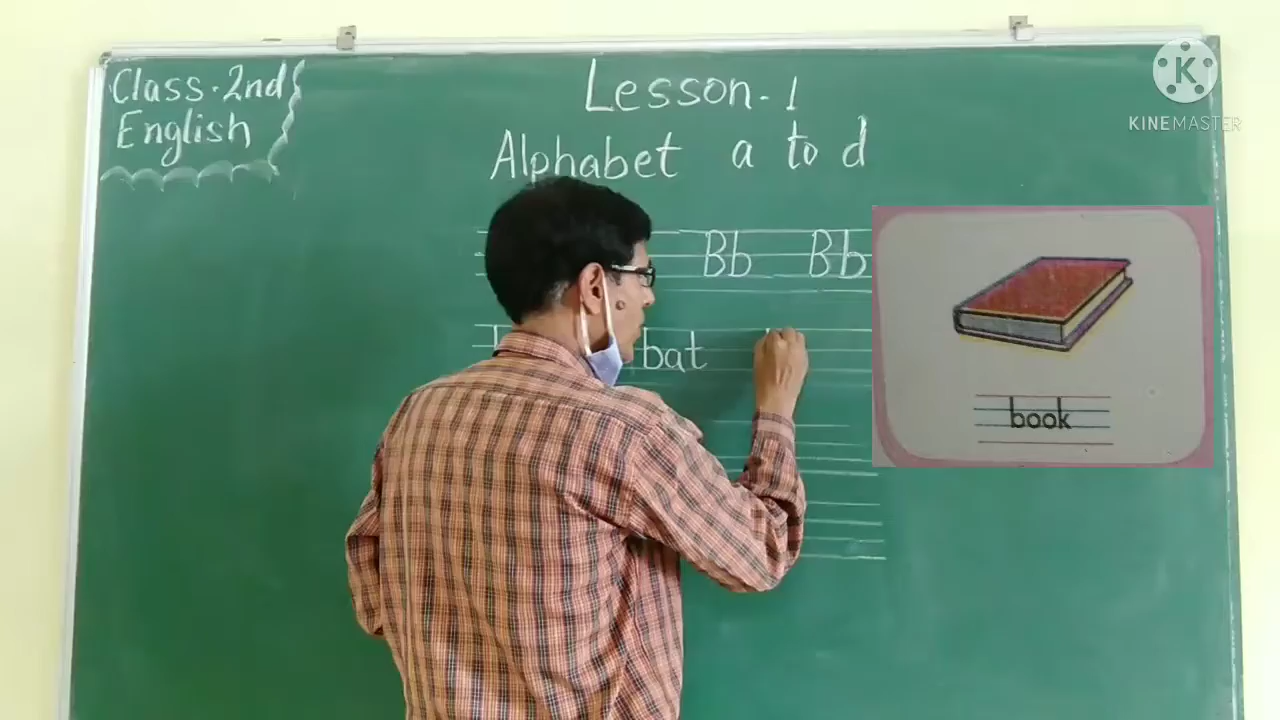 Class. 2nd
English
Lesson. 1
Alphabet a to d
Bb Bb
bat
book
K
KINEMASTER